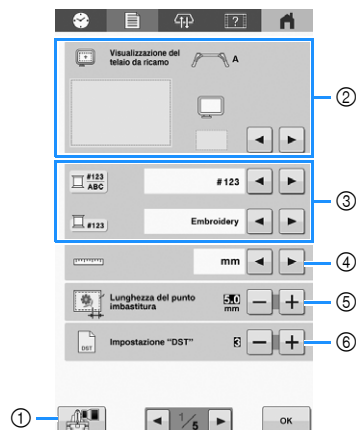 ?
Visualizzazione del
telaio da ricamo
A
②
#123
ABC
#123
③
#123
Embroidery
mm
④
Lunghezza del punto
imbastitura
5.0
mm
⑤
DST
Impostazione “DST”
3
⑥
①
1/5
OK